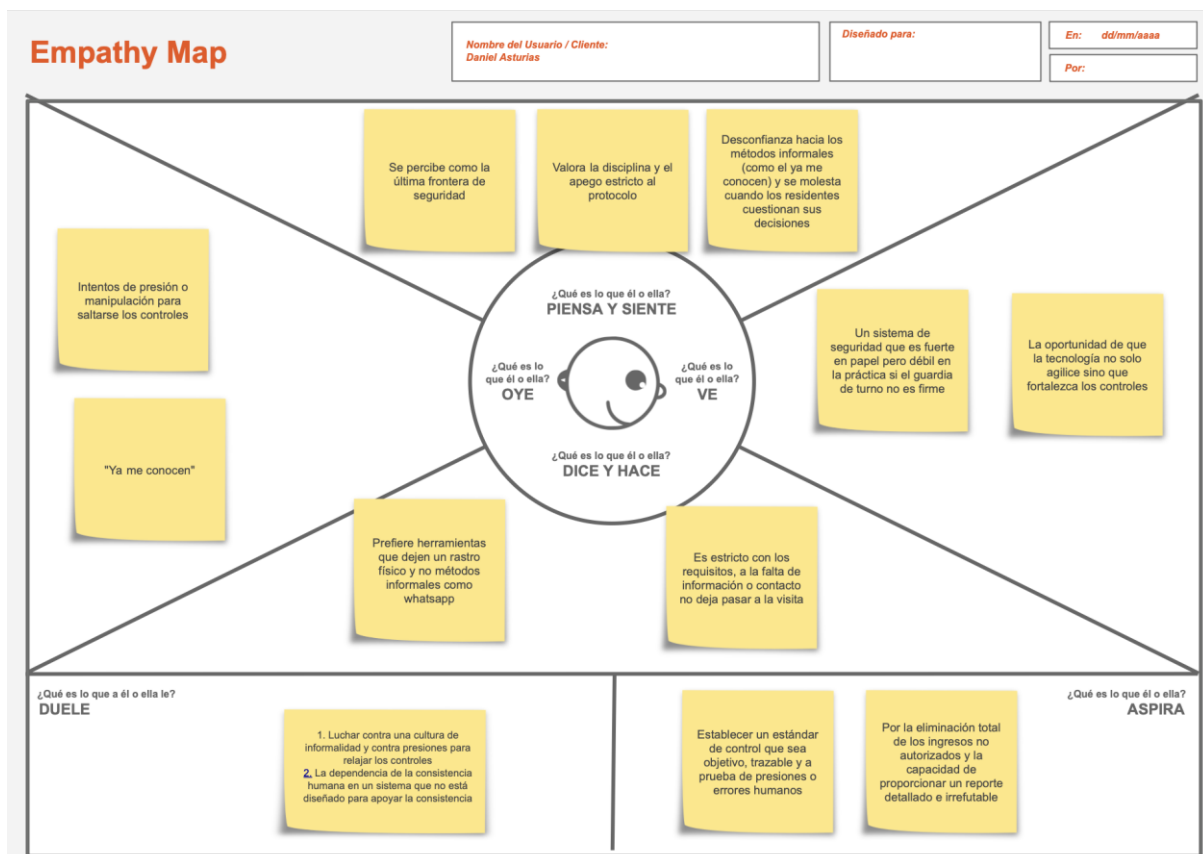 Empathy Map
Nombre del Usuario / Cliente:
Daniel Asturias
Diseñado para:
En: dd/mm/aaaa
Por:
Se percibe como la
última frontera de
seguridad
Valora la disciplina y el
apego estricto al
protocolo
Desconfianza hacia los
métodos informales
(como el ya me
conocen) y se molesta
cuando los residentes
cuestionan sus
decisiones
Intentos de presión o
manipulación para
saltarse los controles
"Ya me conocen"
¿Qué es lo que él o ella?
PIENSA Y SIENTE
¿Qué es lo
que él o ella?
OYE
¿Qué es lo
que él o ella?
VE
¿Qué es lo que él o ella?
DICE Y HACE
Un sistema de
seguridad que es fuerte
en papel pero débil en
la práctica si el guardia
de turno no es firme
La oportunidad de que
la tecnología no solo
agilice sino que
fortalezca los controles
Prefiere herramientas
que dejen un rastro
físico y no métodos
informales como
whatsapp
Es estricto con los
requisitos, a la falta de
información o contacto
no deja pasar a la visita
¿Qué es lo que a él o ella le?
DUELE
1. Luchar contra una cultura de
informalidad y contra presiones para
relajar los controles
2. La dependencia de la consistencia
humana en un sistema que no está
diseñado para apoyar la consistencia
¿Qué es lo que él o ella?
ASPIRA
Establecer un estándar
de control que sea
objetivo, trazable y a
prueba de presiones o
errores humanos
Por la eliminación total
de los ingresos no
autorizados y la
capacidad de
proporcionar un reporte
detallado e irrefutable